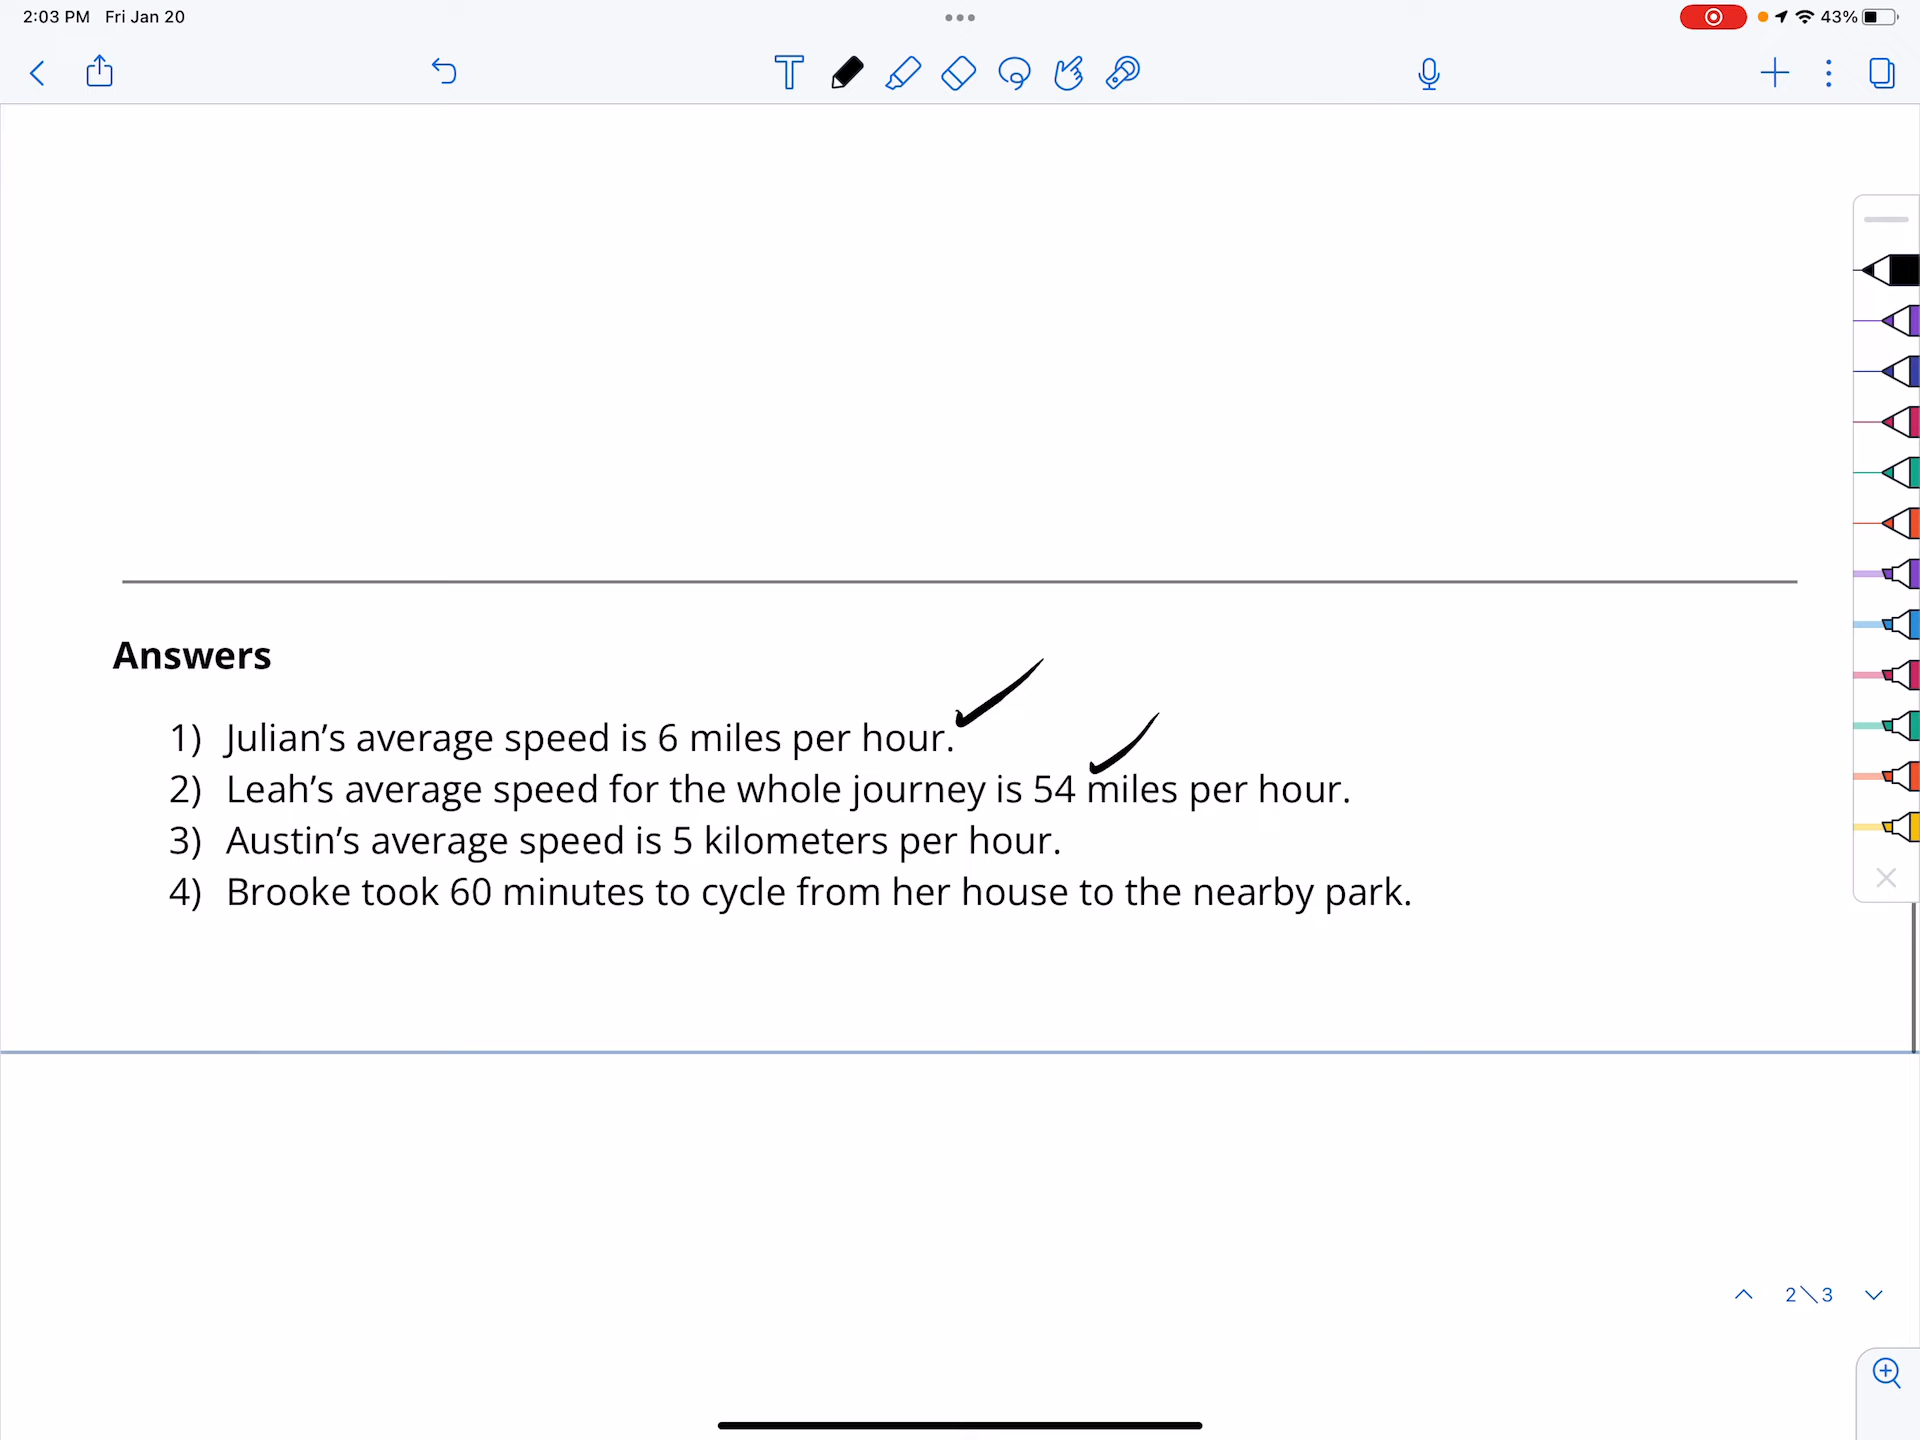 2:03 PM Fri Jan 20
43%
Answers
1) Julian’s average speed is 6 miles per hour.
2) Leah’s average speed for the whole journey is 54 miles per hour.
3) Austin’s average speed is 5 kilometers per hour.
4) Brooke took 60 minutes to cycle from her house to the nearby park.
2\3